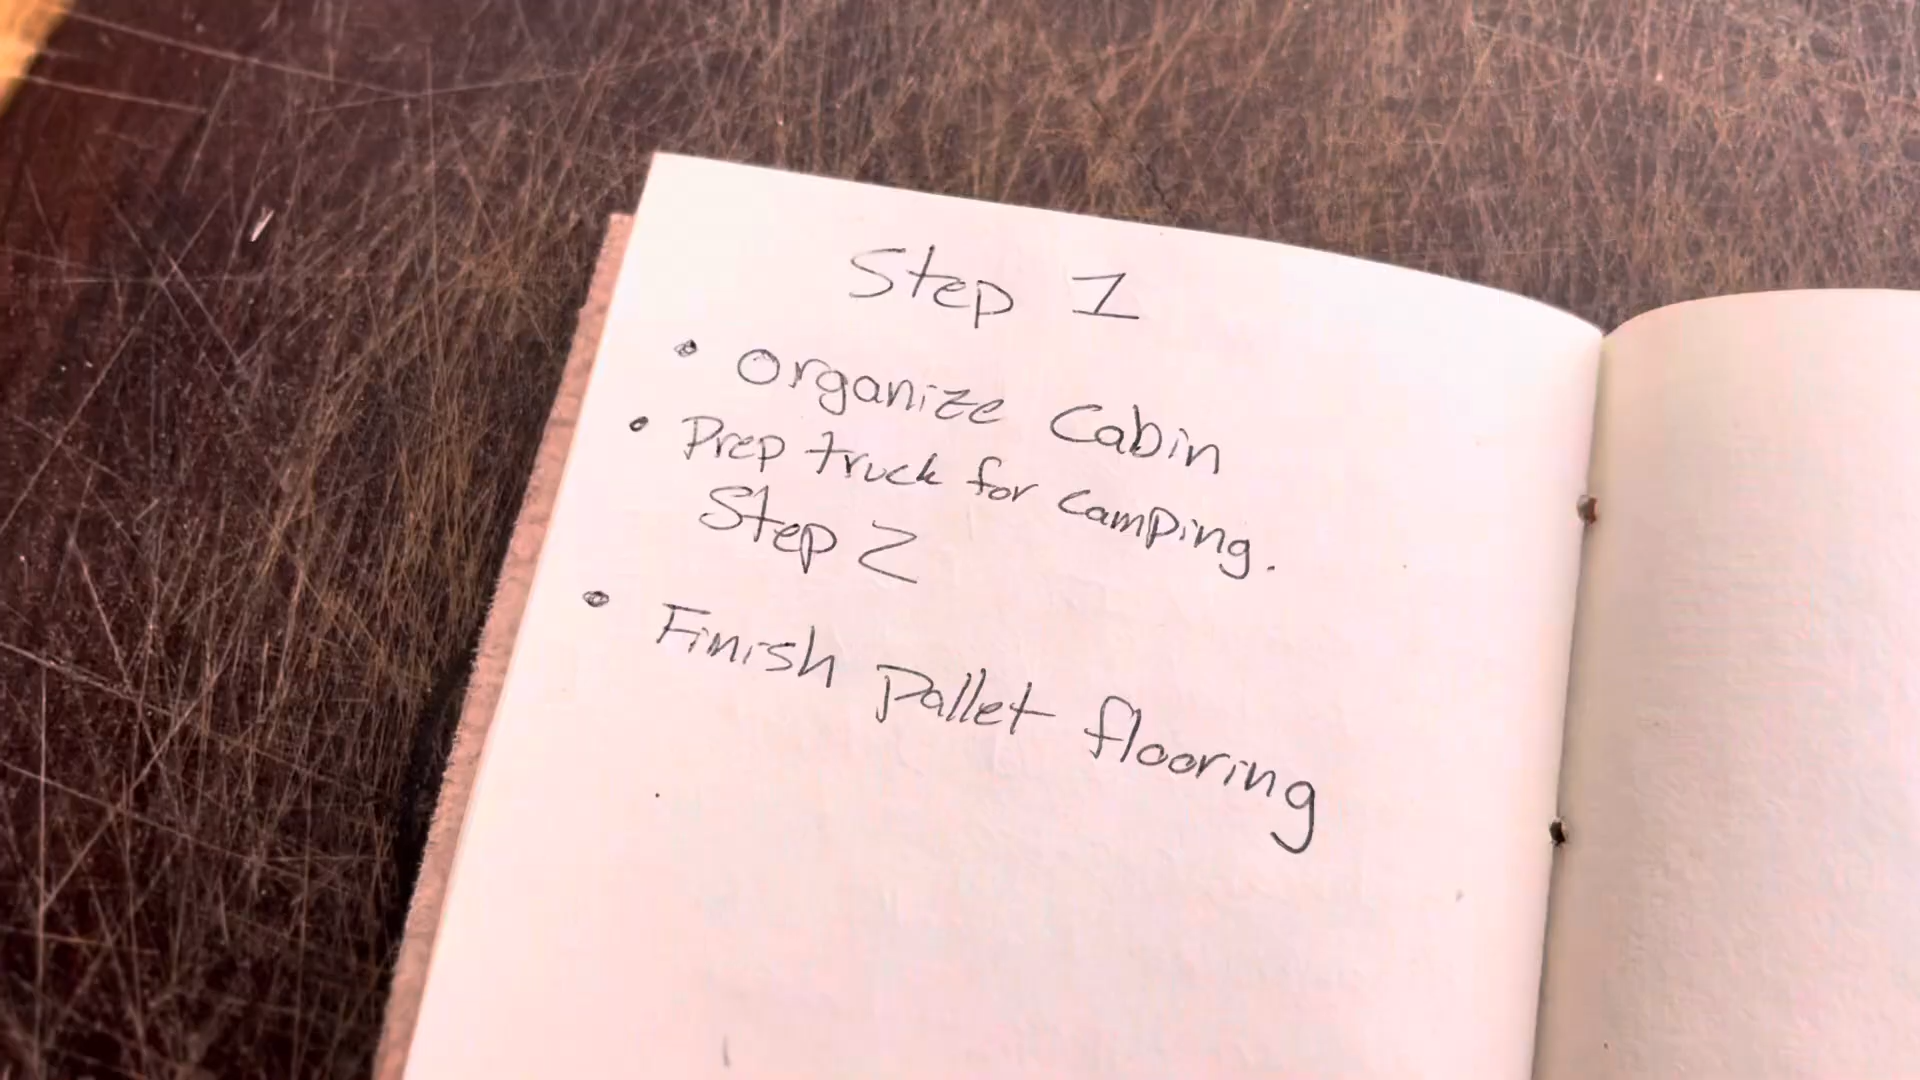 Step 1
• Organize Cabin
• Prep truck for camping.
Step 2
• Finish pallet flooring